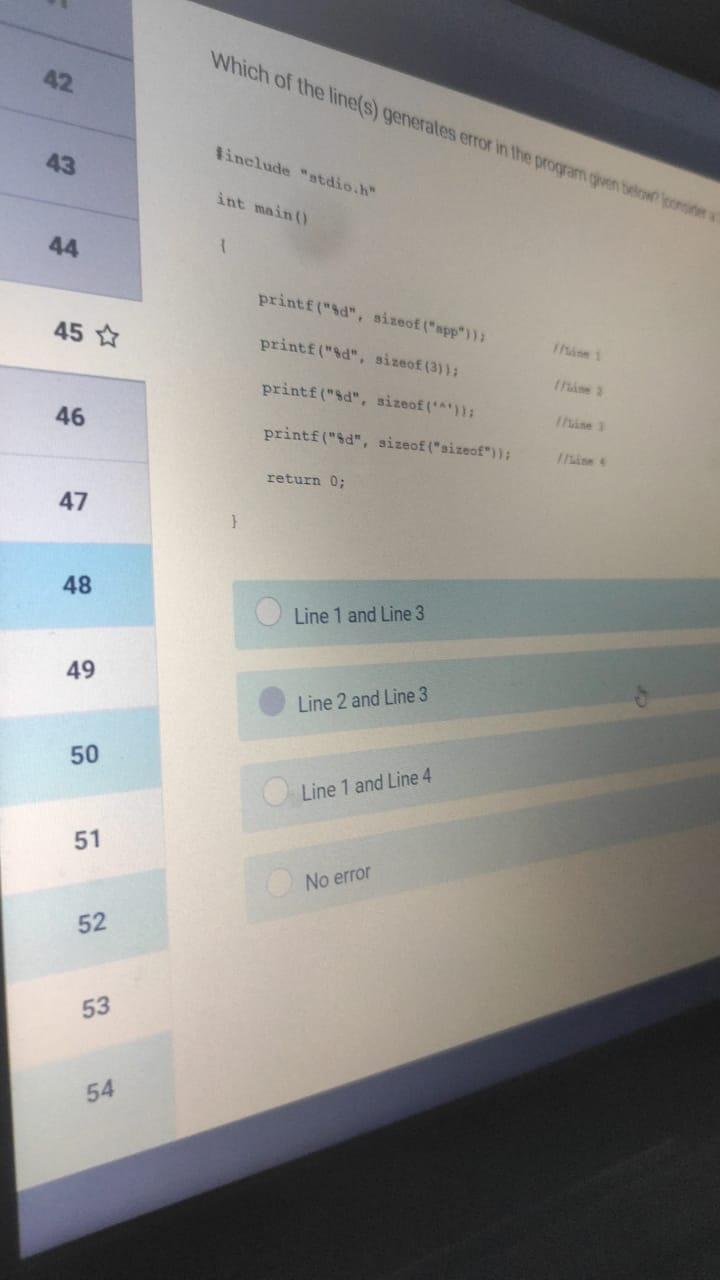 42
43
44
45
46
47
48
49
50
51
52
53
54
Which of the line(s) generates error in the program given below? [consider a
#include "stdio.h"
int main()
{
printf("%d", sizeof("app")); //Line 1
printf("%d", sizeof(3)); //Line 2
printf("%d", sizeof('^')); //Line 3
printf("%d", sizeof("sizeof")); //Line 4
return 0;
}
Line 1 and Line 3
Line 2 and Line 3
Line 1 and Line 4
No error